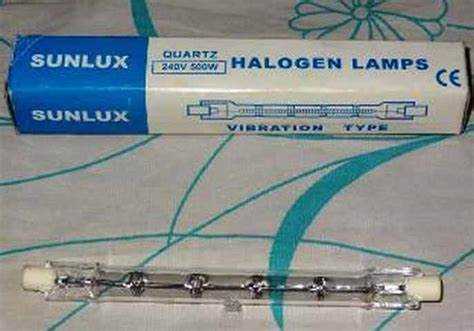 SUNLUX
QUARTZ
240V 500W
HALOGEN LAMPS
CE
SUNLUX
VIBRATION TYPE